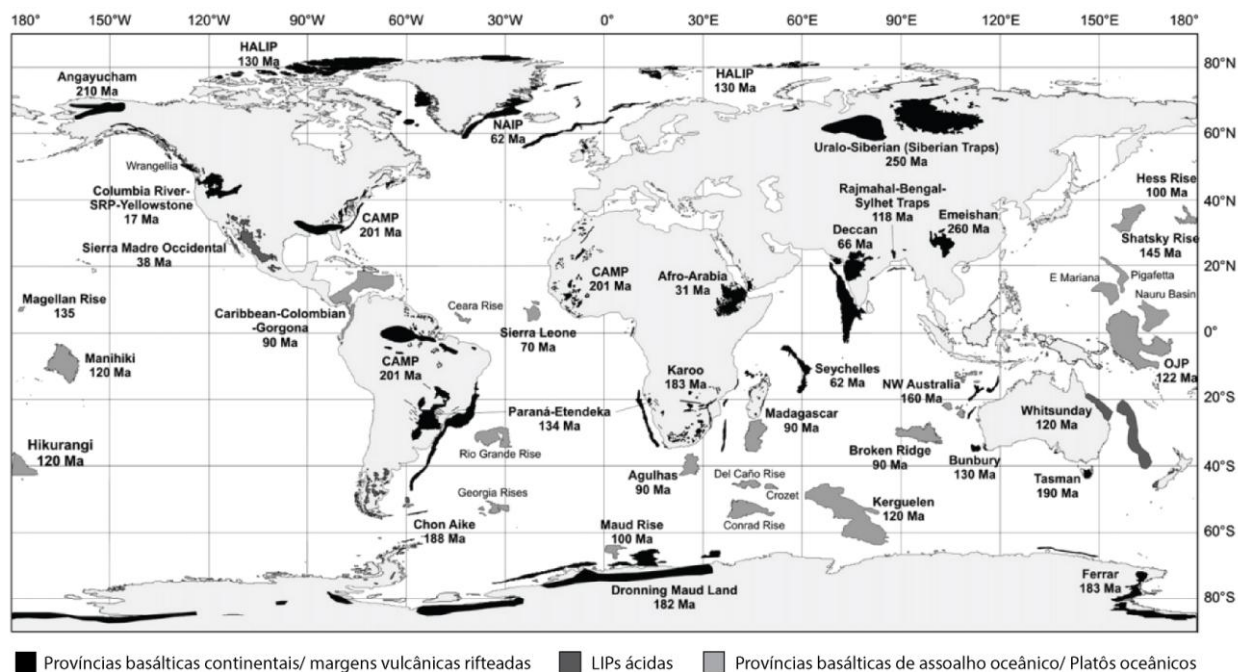 180° 150° 120° 90°W 60°W 30° 0° 30° 60°E 90°E 120°E 150°E 180°
80°N
60°N
40°N
20°N
0°
20°S
40°S
60°S
80°S
HALIP
130 Ma
Angayucham
210 Ma
HALIP
130 Ma
NAIP
62 Ma
Uralo-Siberian (Siberian Traps)
250 Ma
Wrangellia
Columbia River-
SRP-Yellowstone
17 Ma
CAMP
201 Ma
Sierra Madre Occidental
38 Ma
Rajmahal-Bengal-
Sylhet Traps
118 Ma
Emeishan
260 Ma
Deccan
66 Ma
Hess Rise
100 Ma
Shatsky Rise
145 Ma
Magellan Rise
135
Caribbean-Colombian
-Gorgona
90 Ma
Ceara Rise
Sierra Leone
70 Ma
CAMP
201 Ma
Afro-Arabia
31 Ma
E Mariana
Pigafetta
Nauru Basin
Manihiki
120 Ma
CAMP
201 Ma
Karoo
183 Ma
Seychelles
62 Ma
NW Australia
160 Ma
OJP
122 Ma
Paraná-Etendeka
134 Ma
Madagascar
90 Ma
Whitsunday
120 Ma
Hikurangi
120 Ma
Rio Grande Rise
Agulhas
90 Ma
Broken Ridge
90 Ma
Bunbury
130 Ma
Tasman
190 Ma
Georgia Rises
Del Caño Rise
Crozet
Conrad Rise
Kerguelen
120 Ma
Chon Aike
188 Ma
Maud Rise
100 Ma
Dronning Maud Land
182 Ma
Ferrar
183 Ma
Províncias basálticas continentais/ margens vulcânicas rifteadas LIPs ácidas Províncias basálticas de assoalho oceânico/ Platôs oceânicos